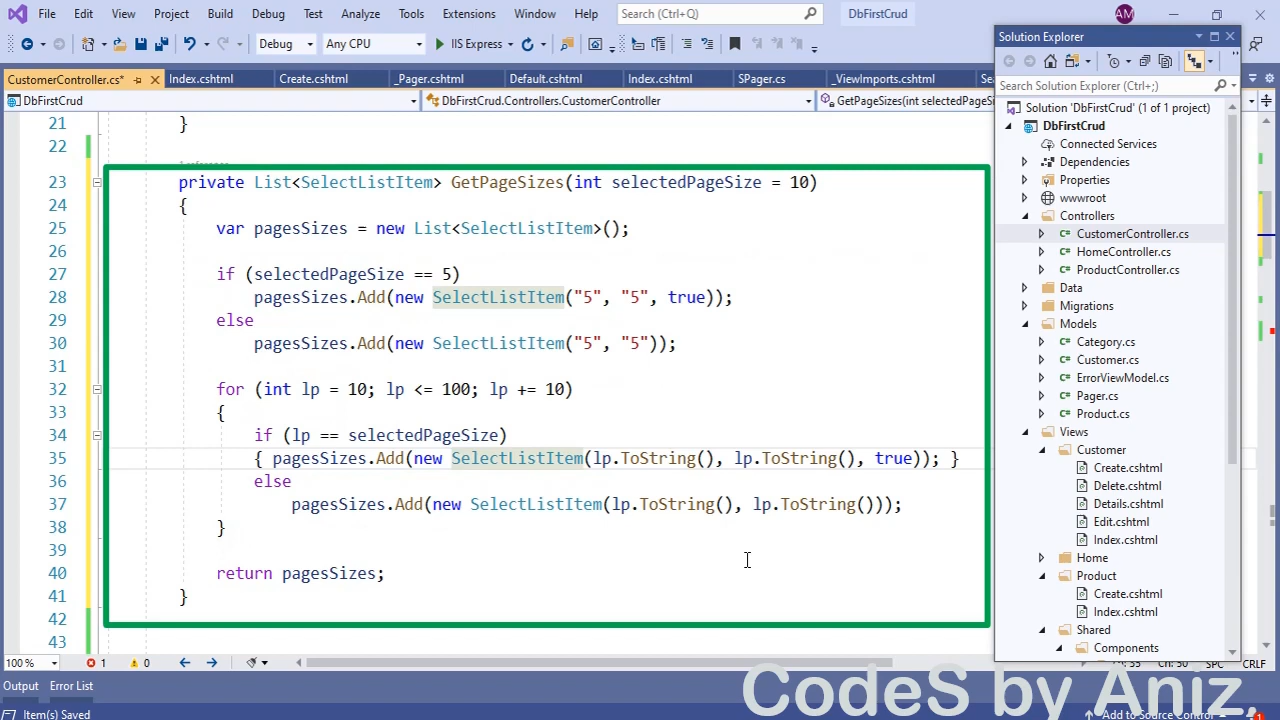 File Edit View Project Build Debug Test Analyze Tools Extensions Window Help Search (Ctrl+Q) DbFirstCrud AM
Debug Any CPU IIS Express
CustomerController.cs* Index.cshtml Create.cshtml _Pager.cshtml Default.cshtml Index.cshtml SPager.cs _ViewImports.cshtml
DbFirstCrud DbFirstCrud.Controllers.CustomerController GetPageSizes(int selectedPageS
21 }
22
23 private List<SelectListItem> GetPageSizes(int selectedPageSize = 10)
24 {
25 var pagesSizes = new List<SelectListItem>();
26
27 if (selectedPageSize == 5)
28 pagesSizes.Add(new SelectListItem("5", "5", true));
29 else
30 pagesSizes.Add(new SelectListItem("5", "5"));
31
32 for (int lp = 10; lp <= 100; lp += 10)
33 {
34 if (lp == selectedPageSize)
35 { pagesSizes.Add(new SelectListItem(lp.ToString(), lp.ToString(), true)); }
36 else
37 pagesSizes.Add(new SelectListItem(lp.ToString(), lp.ToString()));
38 }
39
40 return pagesSizes;
41 }
42
43
100 % 1 0 SPC CRLF
Output Error List
Item(s) Saved Add to Source Control 1
Solution Explorer
Search Solution Explorer (Ctrl+;)
Solution 'DbFirstCrud' (1 of 1 project)
DbFirstCrud
Connected Services
Dependencies
Properties
wwwroot
Controllers
C# CustomerController.cs
C# HomeController.cs
C# ProductController.cs
Data
Migrations
Models
C# Category.cs
C# Customer.cs
C# ErrorViewModel.cs
C# Pager.cs
C# Product.cs
Views
Customer
Create.cshtml
Delete.cshtml
Details.cshtml
Edit.cshtml
Index.cshtml
Home
Product
Create.cshtml
Index.cshtml
Shared
Components
CodeS by Aniz,